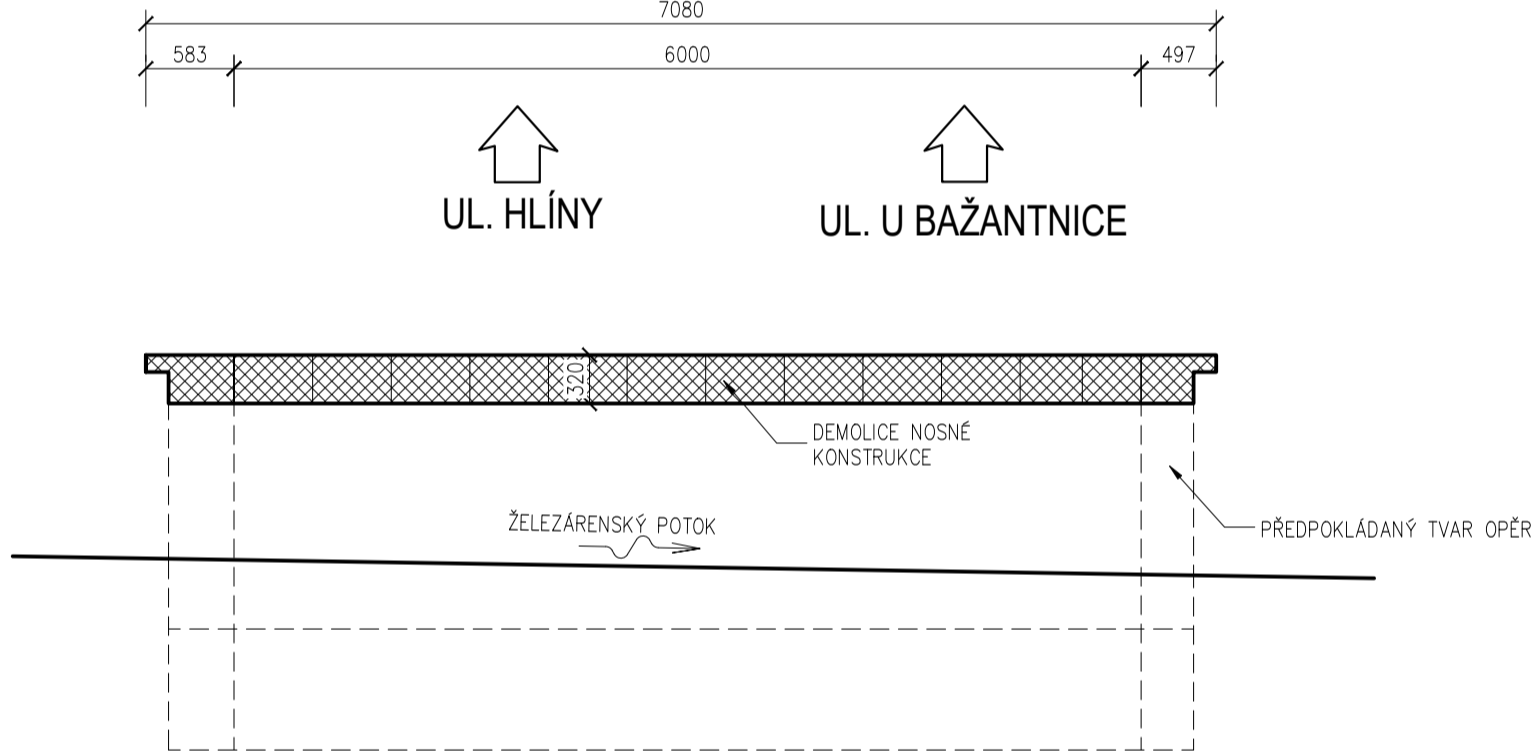 7080
583
6000
497
UL. HLÍNY
UL. U BAŽANTNICE
320
DEMOLICE NOSNÉ
KONSTRUKCE
ŽELEZÁRENSKÝ POTOK
PŘEDPOKLÁDANÝ TVAR OPĚR